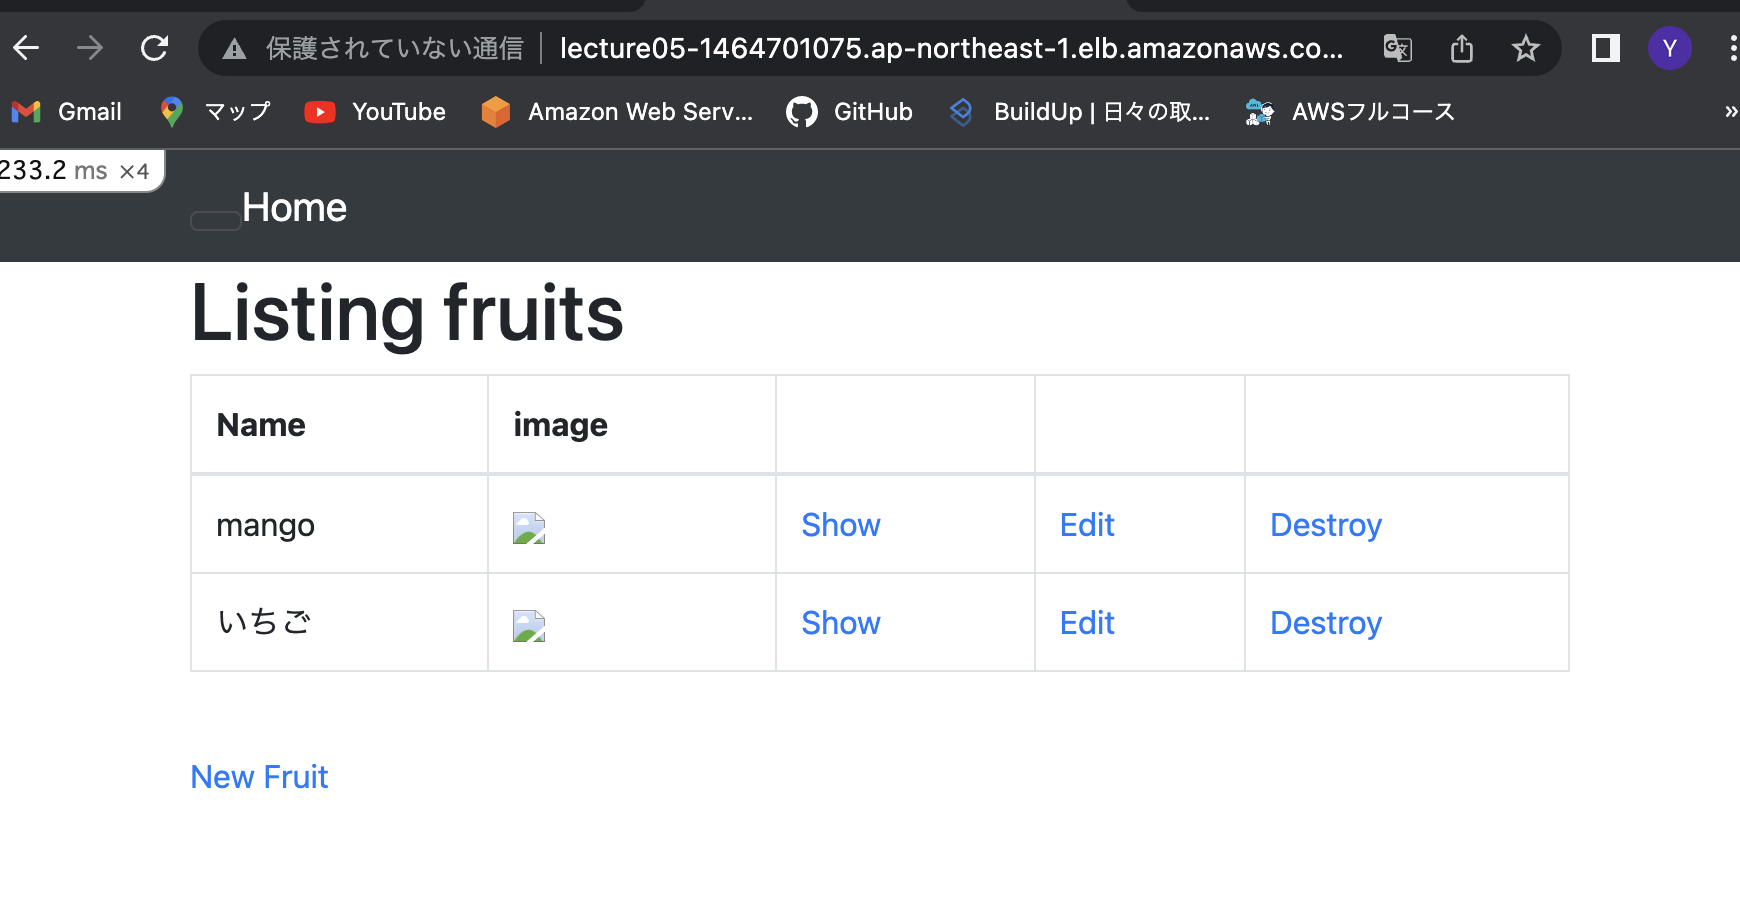 保護されていない通信 lecture05-1464701075.ap-northeast-1.elb.amazonaws.co... Y
Gmail マップ YouTube Amazon Web Serv... GitHub BuildUp | 日々の取... AWSフルコース »
233.2 ms ×4
Home
Listing fruits
Name image
mango Show Edit Destroy
いちご Show Edit Destroy
New Fruit